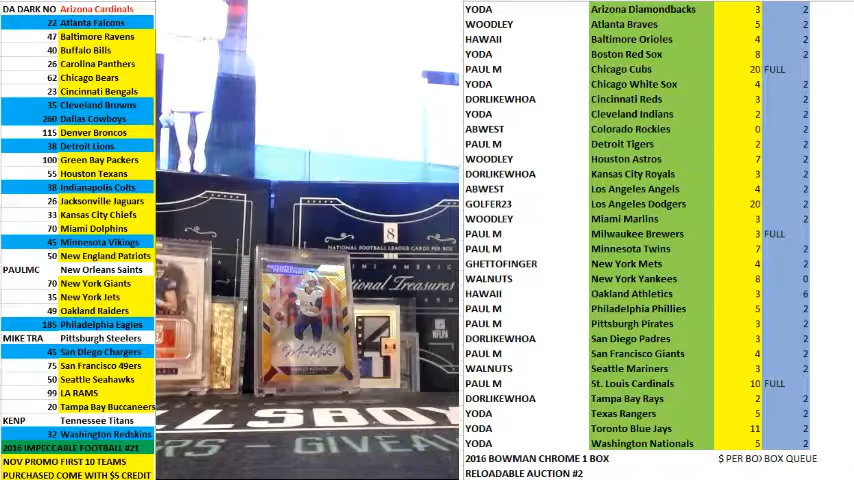 DA DARK NO Arizona Cardinals
22 Atlanta Falcons
47 Baltimore Ravens
40 Buffalo Bills
26 Carolina Panthers
62 Chicago Bears
23 Cincinnati Bengals
35 Cleveland Browns
260 Dallas Cowboys
115 Denver Broncos
38 Detroit Lions
100 Green Bay Packers
55 Houston Texans
38 Indianapolis Colts
26 Jacksonville Jaguars
33 Kansas City Chiefs
70 Miami Dolphins
45 Minnesota Vikings
50 New England Patriots
PAULMC New Orleans Saints
70 New York Giants
35 New York Jets
49 Oakland Raiders
185 Philadelphia Eagles
MIKE TRA Pittsburgh Steelers
45 San Diego Chargers
75 San Francisco 49ers
50 Seattle Seahawks
99 LA RAMS
20 Tampa Bay Buccaneers
KENP Tennessee Titans
32 Washington Redskins
2016 IMPECCABLE FOOTBALL #21
NOV PROMO FIRST 10 TEAMS
PURCHASED COME WITH $5 CREDIT
8
NATIONAL FOOTBALL LEAGUE CARDS PER BOX
National Treasures
NFLPA
LLSBO
RS - GIVEAWA
YODA Arizona Diamondbacks 3 2
WOODLEY Atlanta Braves 5 2
HAWAII Baltimore Orioles 4 2
YODA Boston Red Sox 8 2
PAUL M Chicago Cubs 20 FULL
YODA Chicago White Sox 4 2
DORLIKEWHOA Cincinnati Reds 3 2
YODA Cleveland Indians 2 2
ABWEST Colorado Rockies 0 2
PAUL M Detroit Tigers 2 2
WOODLEY Houston Astros 7 2
DORLIKEWHOA Kansas City Royals 3 2
ABWEST Los Angeles Angels 4 2
GOLFER23 Los Angeles Dodgers 20 2
WOODLEY Miami Marlins 3 2
PAUL M Milwaukee Brewers 3 FULL
PAUL M Minnesota Twins 7 2
GHETTOFINGER New York Mets 4 2
WALNUTS New York Yankees 8 0
HAWAII Oakland Athletics 3 6
PAUL M Philadelphia Phillies 5 2
PAUL M Pittsburgh Pirates 3 2
DORLIKEWHOA San Diego Padres 3 2
PAUL M San Francisco Giants 4 2
WALNUTS Seattle Mariners 3 2
PAUL M St. Louis Cardinals 10 FULL
DORLIKEWHOA Tampa Bay Rays 2 2
YODA Texas Rangers 5 2
YODA Toronto Blue Jays 11 2
YODA Washington Nationals 5 2
2016 BOWMAN CHROME 1 BOX $ PER BO) BOX QUEUE
RELOADABLE AUCTION #2